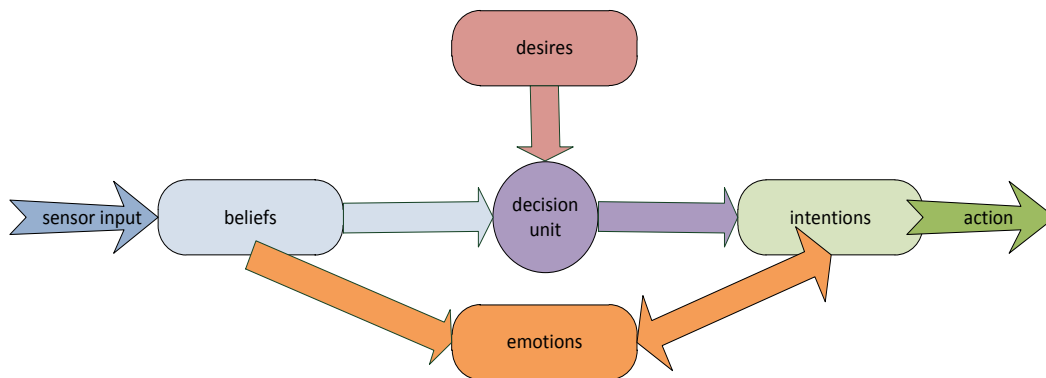 desires
sensor input
beliefs
decision
unit
intentions
action
emotions